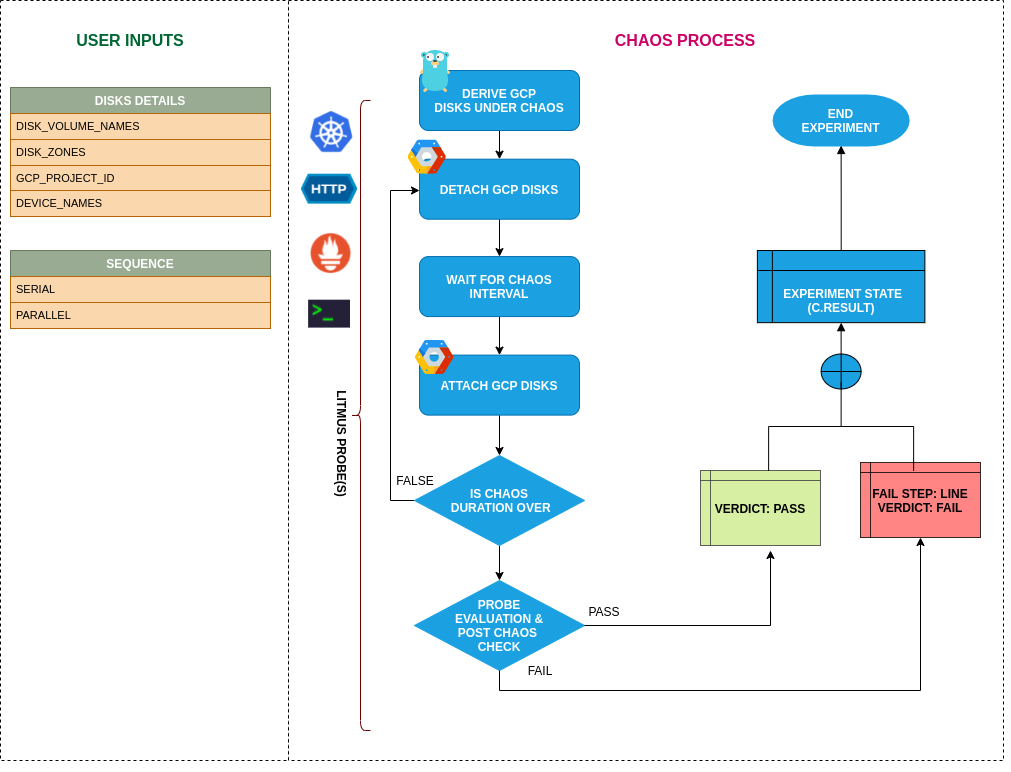 USER INPUTS
DISKS DETAILS
DISK_VOLUME_NAMES
DISK_ZONES
GCP_PROJECT_ID
DEVICE_NAMES
SEQUENCE
SERIAL
PARALLEL
CHAOS PROCESS
HTTP
>_
LITMUS PROBE(S)
DERIVE GCP
DISKS UNDER CHAOS
DETACH GCP DISKS
WAIT FOR CHAOS
INTERVAL
ATTACH GCP DISKS
FALSE
IS CHAOS
DURATION OVER
PROBE
EVALUATION &
POST CHAOS
CHECK
PASS
FAIL
END
EXPERIMENT
EXPERIMENT STATE
(C.RESULT)
VERDICT: PASS
FAIL STEP: LINE
VERDICT: FAIL